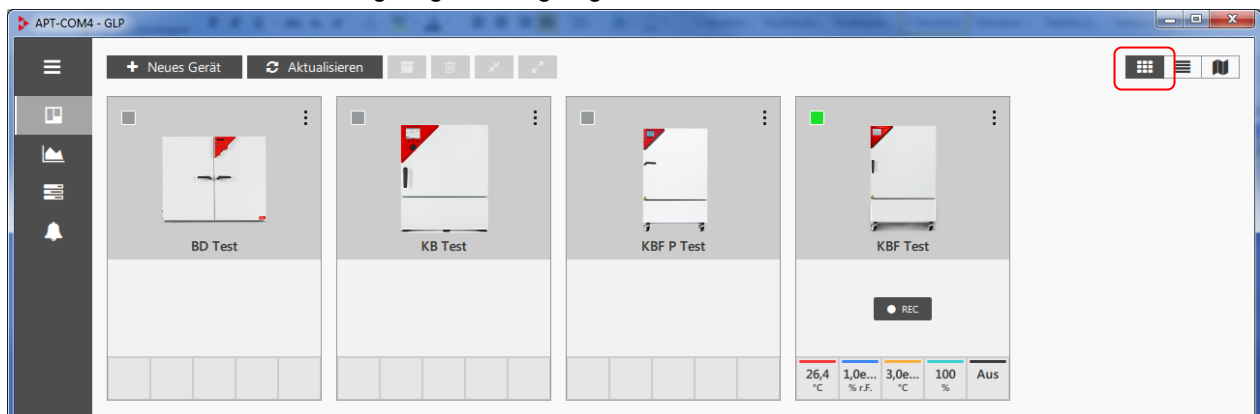 APT-COM4 - GLP
Neues Gerät Aktualisieren
BD Test
KB Test
KBF P Test
KBF Test
REC
26,4 1,0e... 3,0e... 100 Aus
°C % r.F. °C %